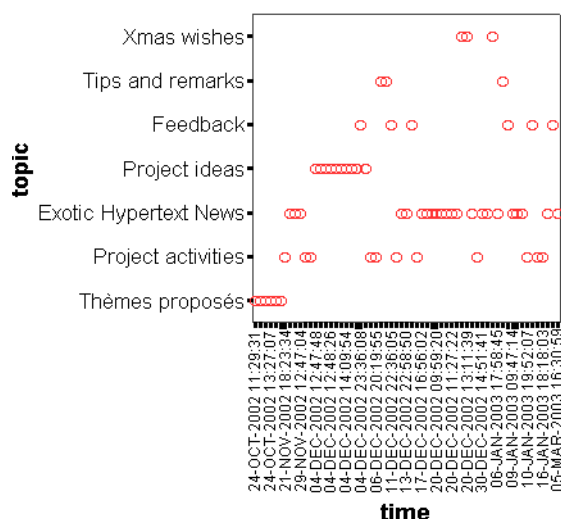 topic
Xmas wishes
Tips and remarks
Feedback
Project ideas
Exotic Hypertext News
Project activities
Thèmes proposés
24-OCT-2002 11:29:31
24-OCT-2002 13:27:07
21-NOV-2002 18:23:34
29-NOV-2002 12:47:04
04-DEC-2002 12:47:48
04-DEC-2002 12:48:26
04-DEC-2002 14:09:54
04-DEC-2002 23:36:08
06-DEC-2002 20:19:55
11-DEC-2002 22:36:05
13-DEC-2002 22:58:50
17-DEC-2002 16:56:02
20-DEC-2002 09:59:20
20-DEC-2002 11:27:22
20-DEC-2002 13:11:39
30-DEC-2002 14:51:41
06-JAN-2003 17:58:45
09-JAN-2003 09:47:14
10-JAN-2003 19:52:07
16-JAN-2003 18:18:03
05-MAR-2003 16:30:59
time